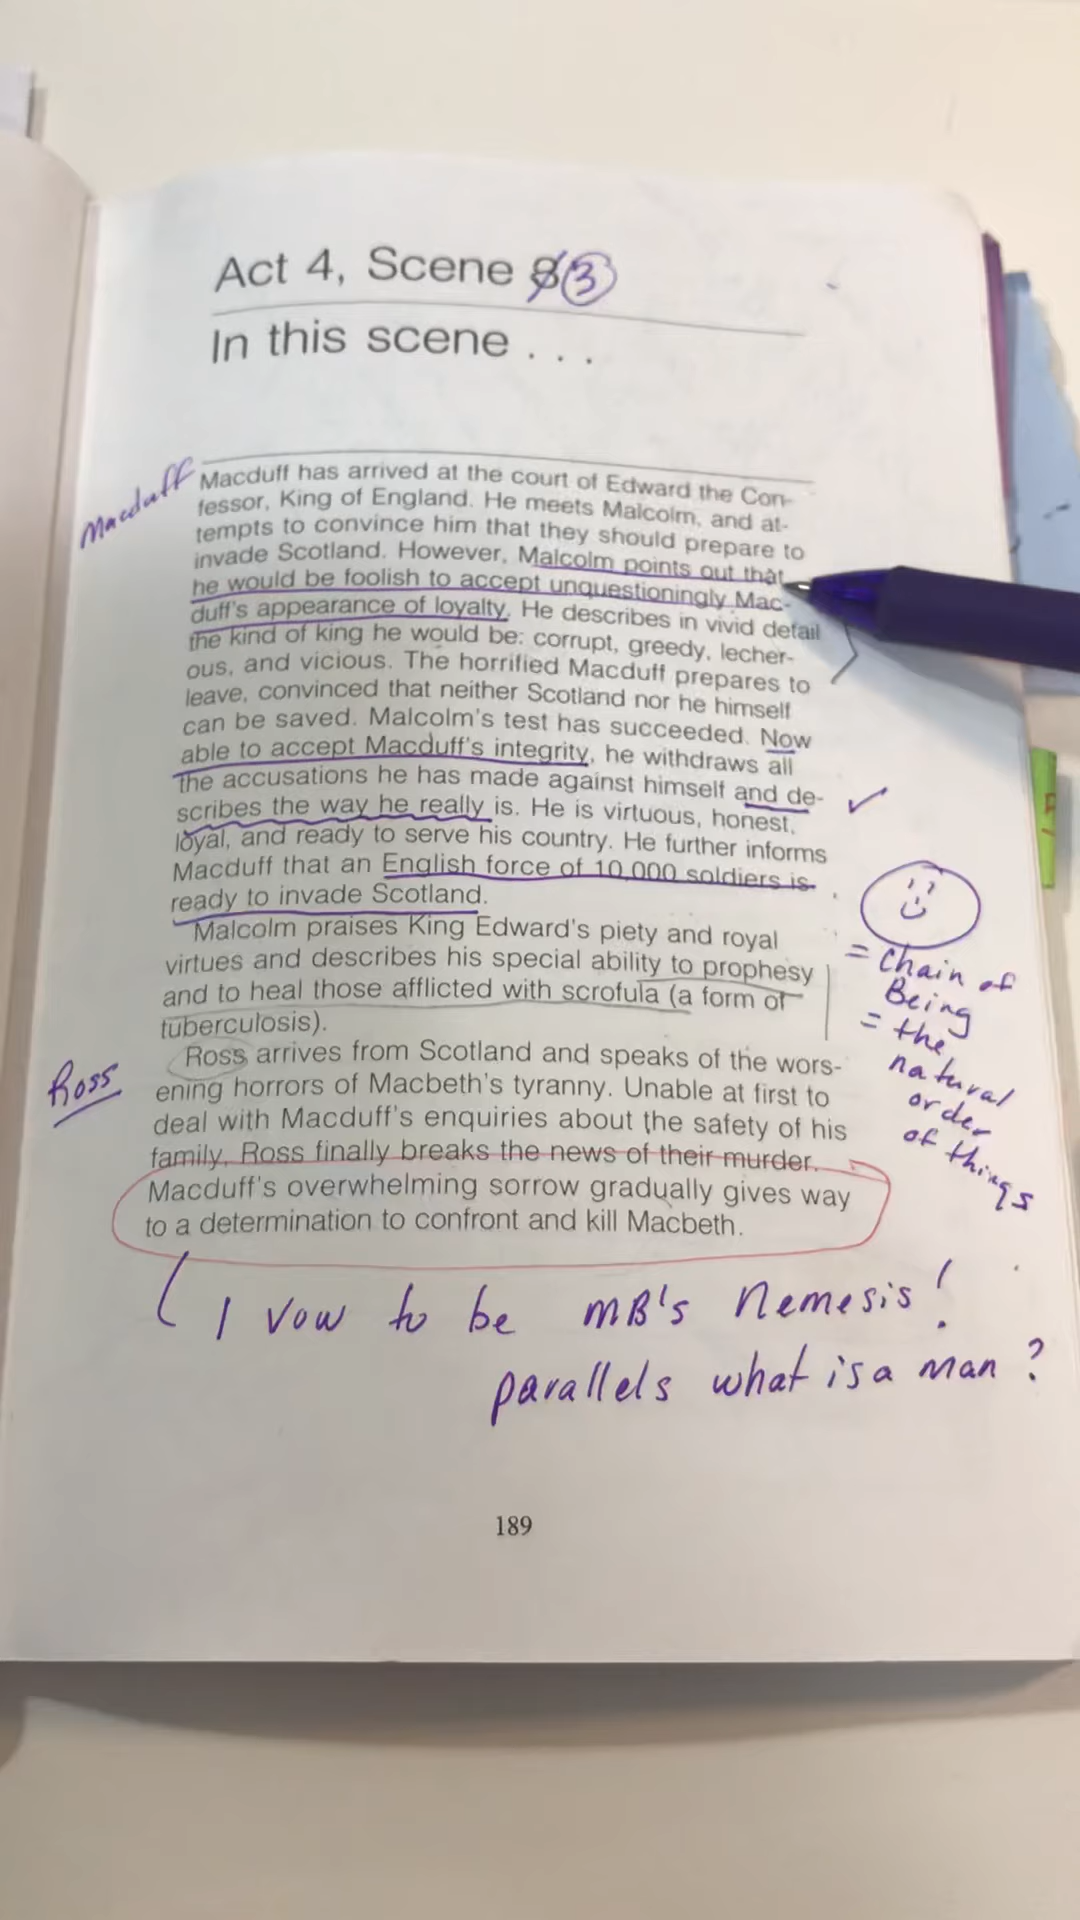 Act 4, Scene 8 3
In this scene . . .
Macduff
Macduff has arrived at the court of Edward the Con-
fessor, King of England. He meets Malcolm, and at-
tempts to convince him that they should prepare to
invade Scotland. However, Malcolm points out that
he would be foolish to accept unquestioningly Mac-
duff's appearance of loyalty. He describes in vivid detail
the kind of king he would be: corrupt, greedy, lecher-
ous, and vicious. The horrified Macduff prepares to
leave, convinced that neither Scotland nor he himself
can be saved. Malcolm's test has succeeded. Now
able to accept Macduff's integrity, he withdraws all
the accusations he has made against himself and de-
scribes the way he really is. He is virtuous, honest,
loyal, and ready to serve his country. He further informs
Macduff that an English force of 10,000 soldiers is
ready to invade Scotland.
Malcolm praises King Edward's piety and royal
virtues and describes his special ability to prophesy
and to heal those afflicted with scrofula (a form of
tuberculosis).
= Chain of
Being
= the
natural
order
of things
Ross
Ross arrives from Scotland and speaks of the wors-
ening horrors of Macbeth's tyranny. Unable at first to
deal with Macduff's enquiries about the safety of his
family, Ross finally breaks the news of their murder.
Macduff's overwhelming sorrow gradually gives way
to a determination to confront and kill Macbeth.
I vow to be MB's nemesis!
parallels what is a man?
189